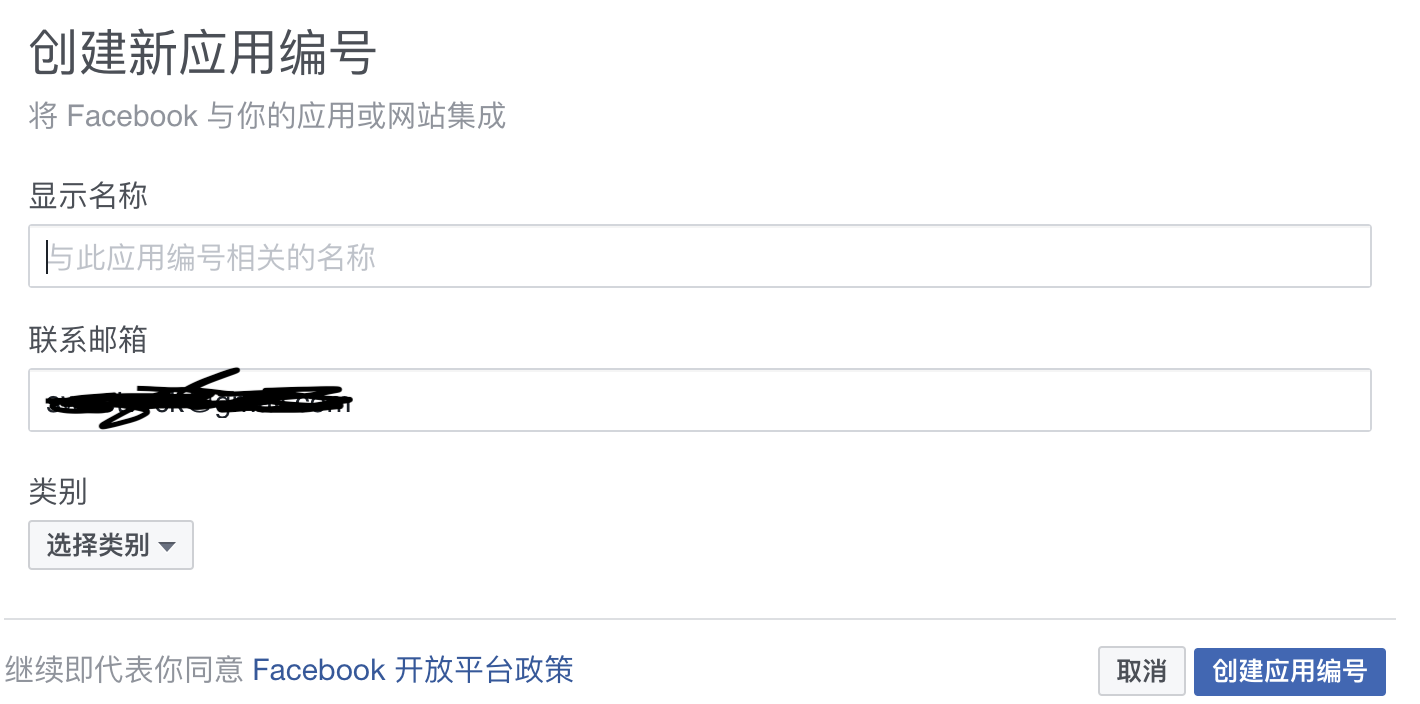 创建新应用编号
将 Facebook 与你的应用或网站集成
显示名称
与此应用编号相关的名称
联系邮箱
类别
选择类别
继续即代表你同意 Facebook 开放平台政策
取消
创建应用编号